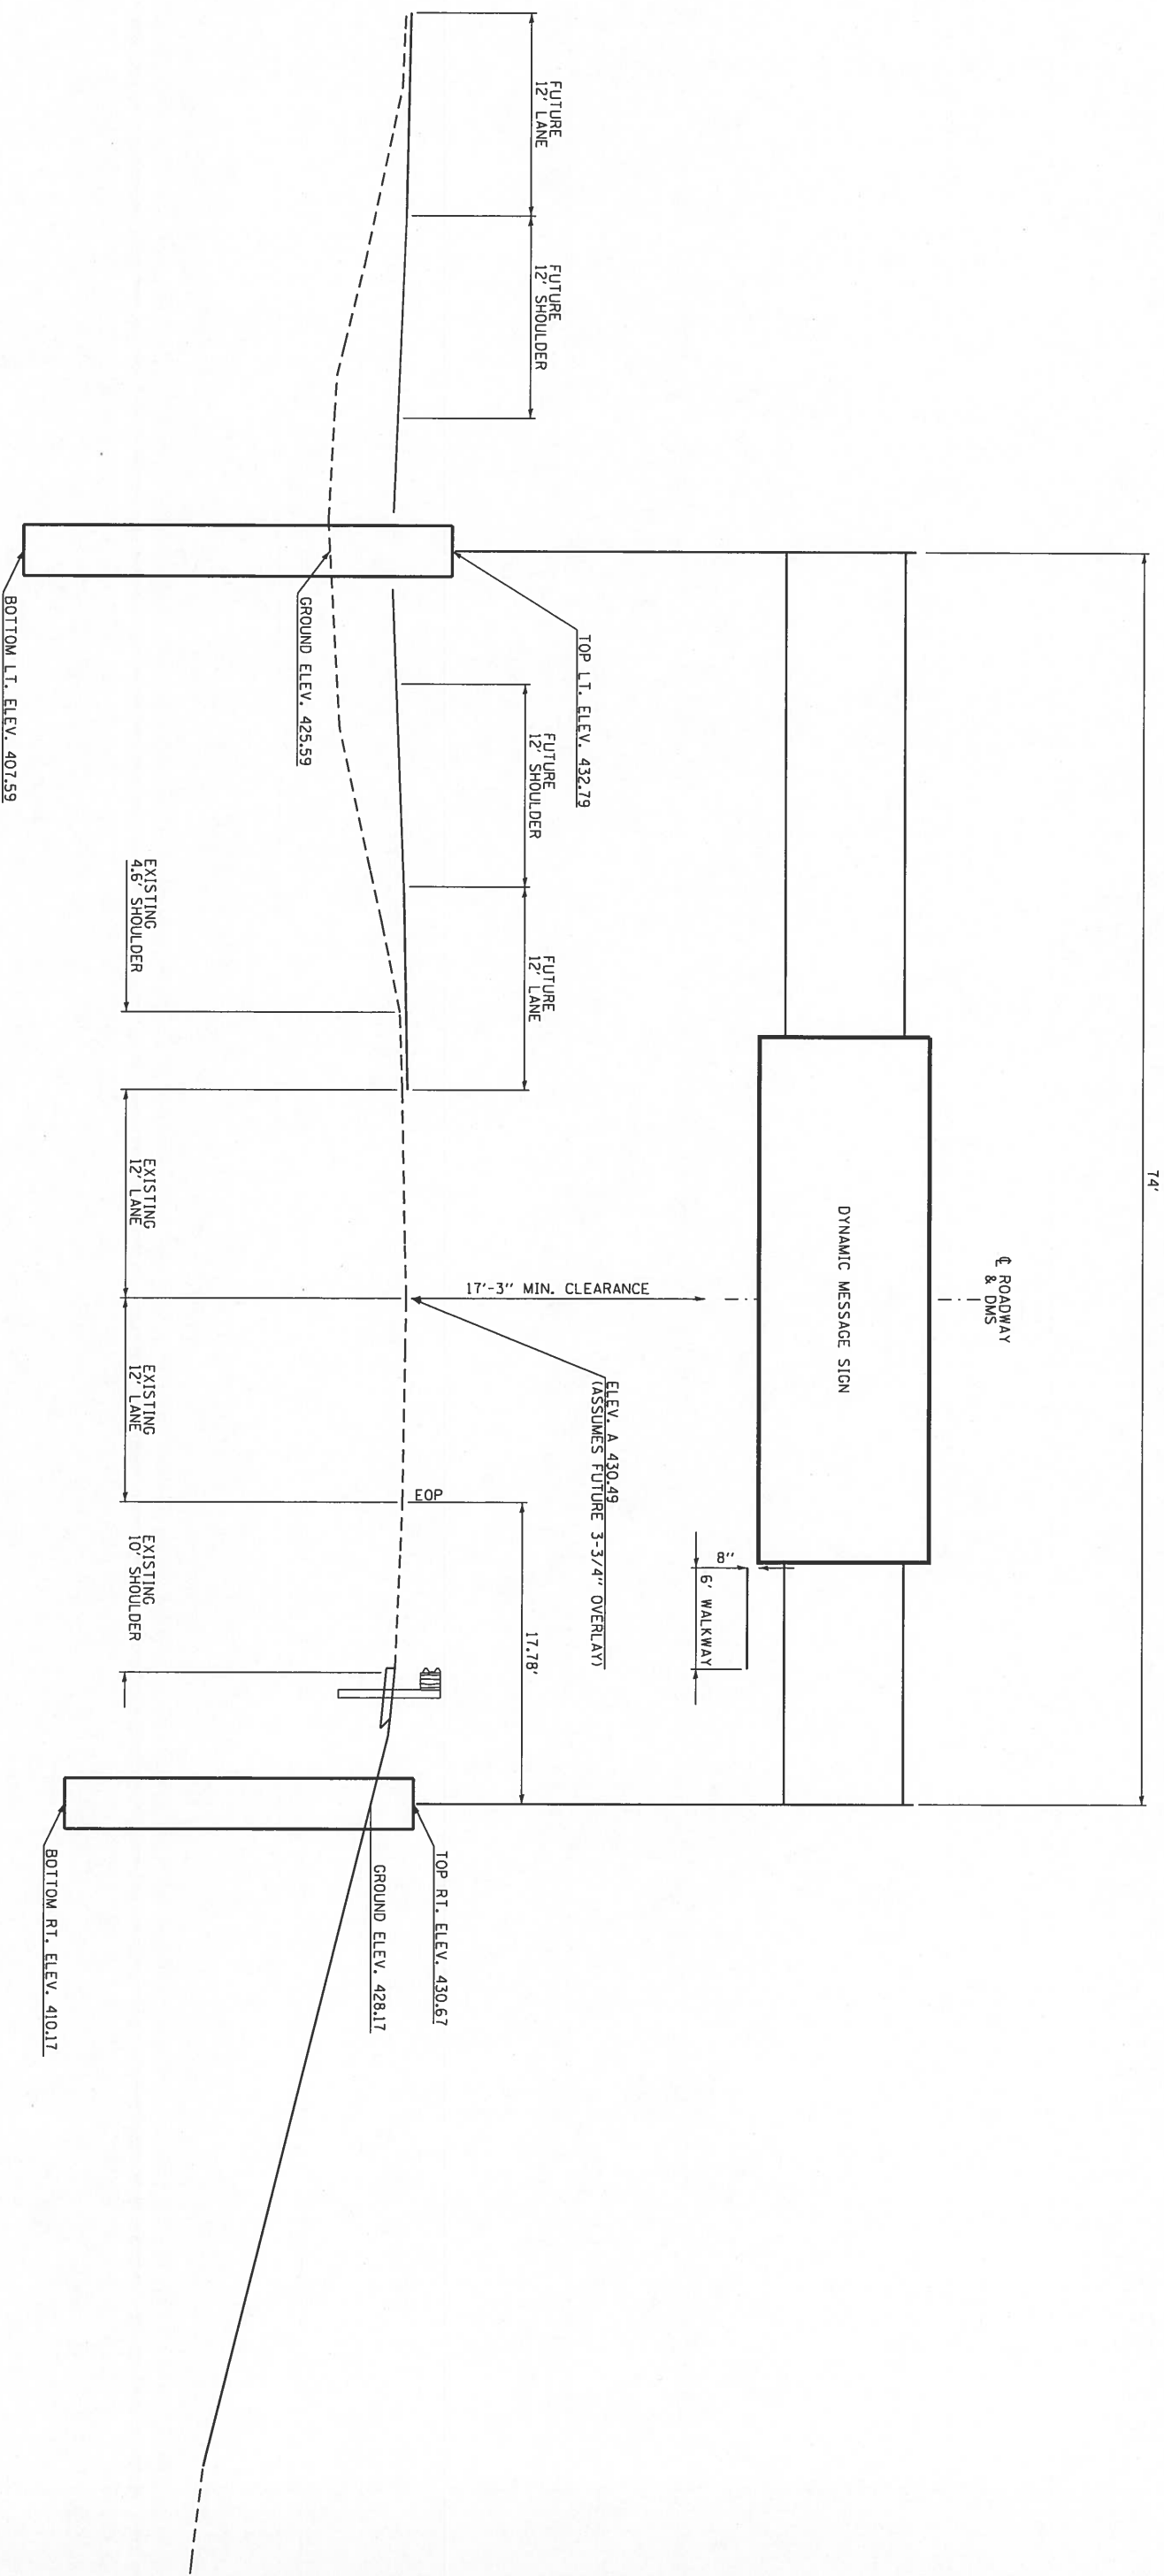 74'
℄ ROADWAY
& DMS
DYNAMIC MESSAGE SIGN
FUTURE
12' LANE
FUTURE
12' SHOULDER
TOP LT. ELEV. 432.79
FUTURE
12' SHOULDER
FUTURE
12' LANE
17'-3" MIN. CLEARANCE
ELEV. A 430.49
(ASSUMES FUTURE 3-3/4" OVERLAY)
8"
6' WALKWAY
EOP
17.78'
TOP RT. ELEV. 430.67
GROUND ELEV. 425.59
GROUND ELEV. 428.17
EXISTING
4.6' SHOULDER
EXISTING
12' LANE
EXISTING
12' LANE
EXISTING
10' SHOULDER
BOTTOM LT. ELEV. 407.59
BOTTOM RT. ELEV. 410.17